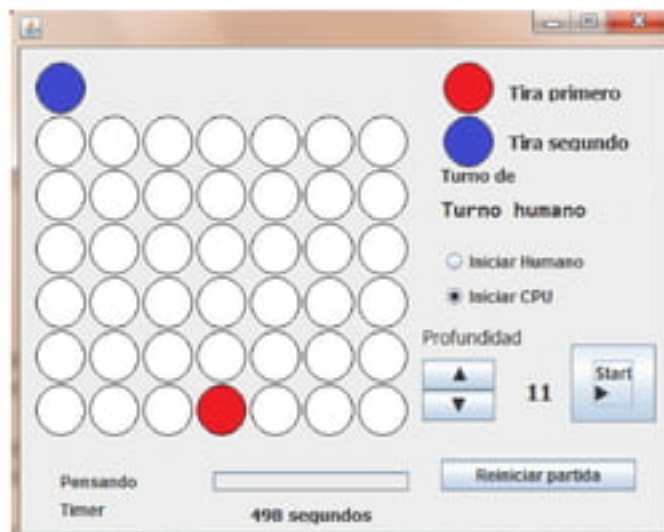 Tira primero
Tira segundo
Turno de
Turno humano
Iniciar Humano
Iniciar CPU
Profundidad
11
Start
Reiniciar partida
Pensando
Timer
498 segundos